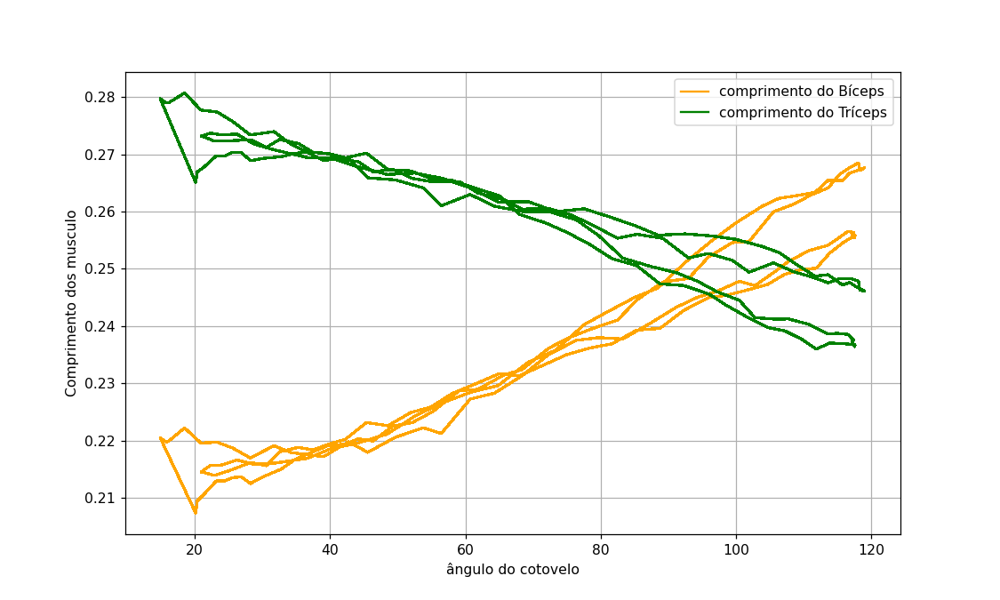 comprimento do Bíceps
comprimento do Tríceps
0.28
0.27
0.26
0.25
0.24
0.23
0.22
0.21
Comprimento dos musculo
20 40 60 80 100 120
ângulo do cotovelo